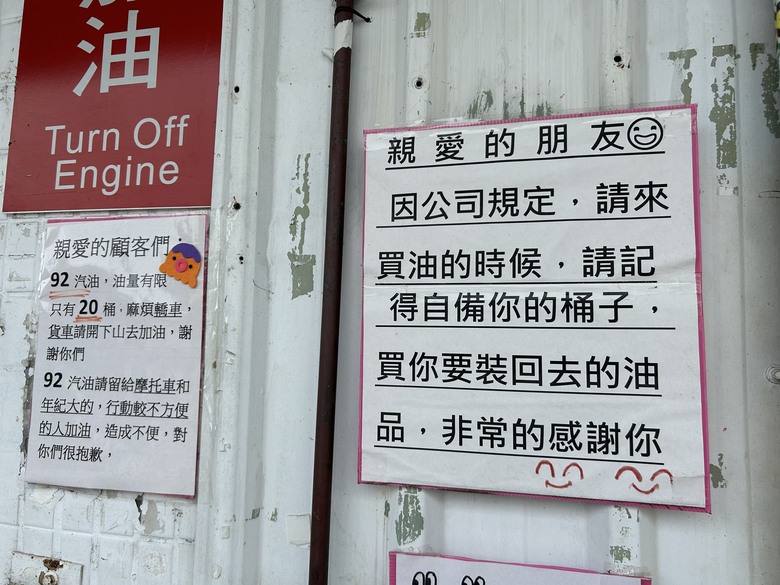 油
Turn Off
Engine
親愛的顧客們，
92 汽油，油量有限
只有 20 桶，麻煩轎車，
貨車請開下山去加油，謝
謝你們
92 汽油請留給摩托車和
年紀大的，行動較不方便
的人加油，造成不便，對
你們很抱歉，
親愛的朋友
因公司規定，請來
買油的時候，請記
得自備你的桶子，
買你要裝回去的油
品，非常的感謝你